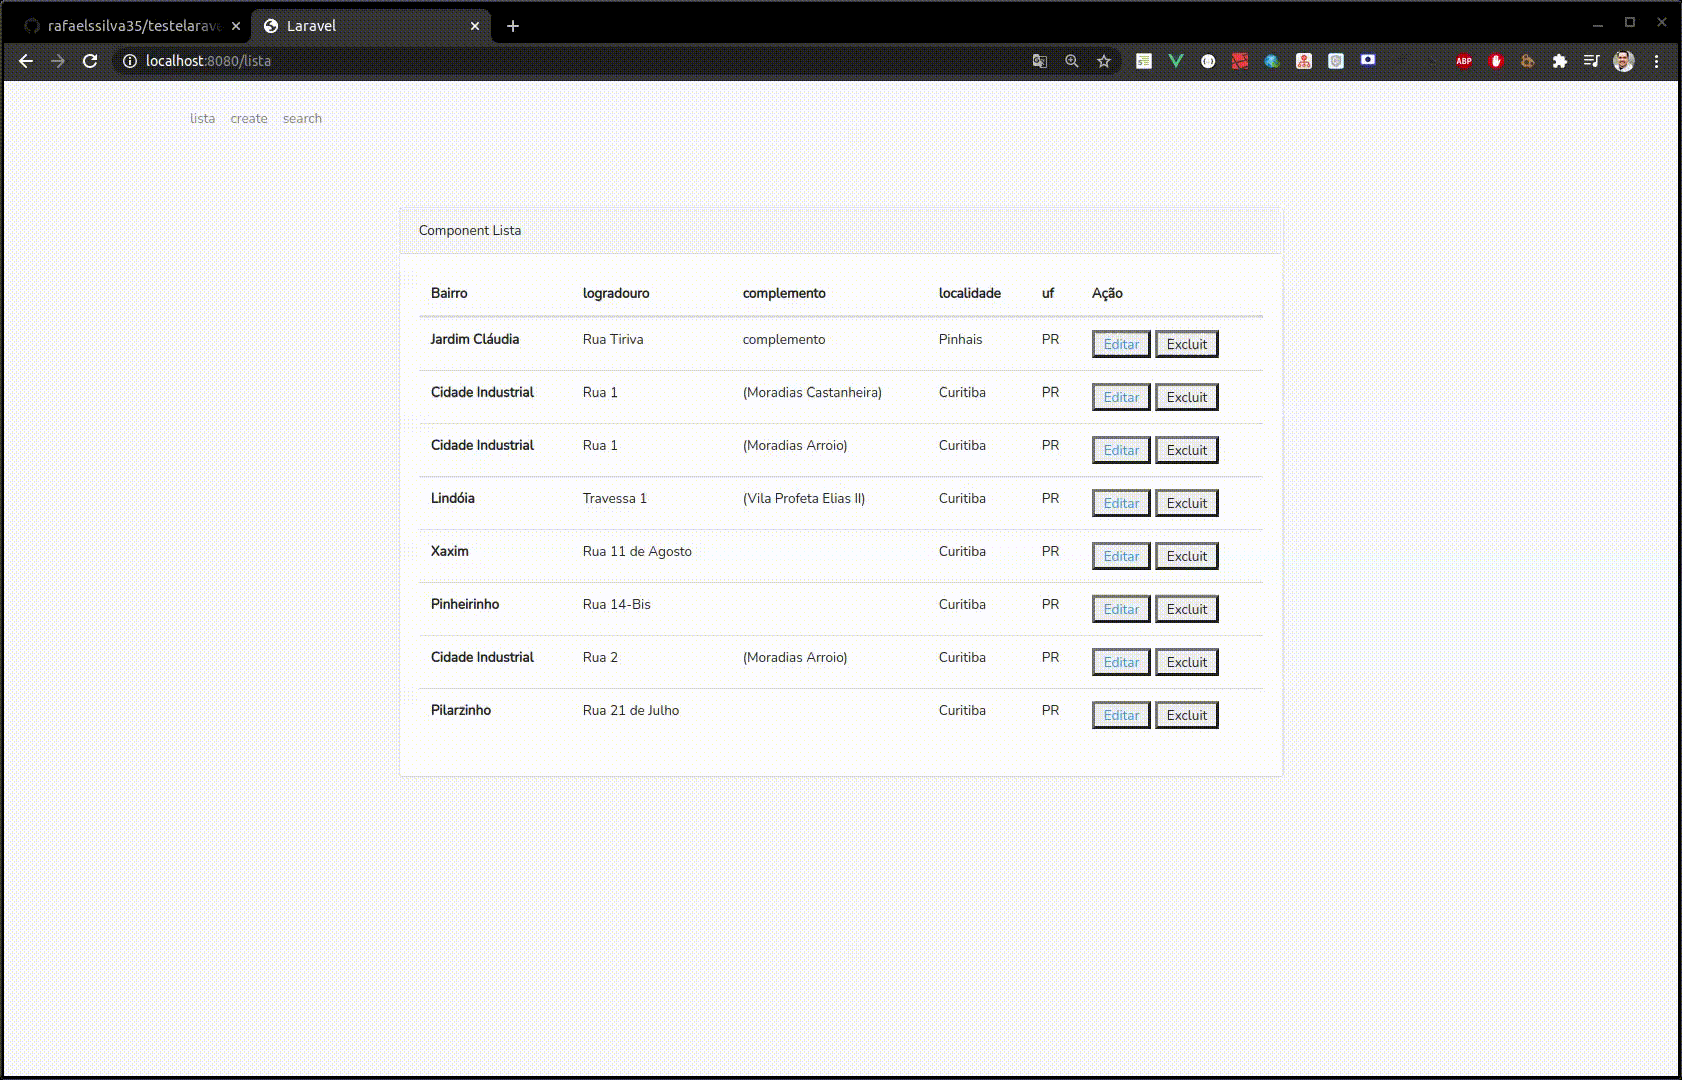 rafaelssilva35/testelarave
Laravel
localhost:8080/lista
ABP
lista create search
Component Lista
Bairro logradouro complemento localidade uf Ação
Jardim Cláudia Rua Tiriva complemento Pinhais PR Editar Excluit
Cidade Industrial Rua 1 (Moradias Castanheira) Curitiba PR Editar Excluit
Cidade Industrial Rua 1 (Moradias Arroio) Curitiba PR Editar Excluit
Lindóia Travessa 1 (Vila Profeta Elias II) Curitiba PR Editar Excluit
Xaxim Rua 11 de Agosto Curitiba PR Editar Excluit
Pinheirinho Rua 14-Bis Curitiba PR Editar Excluit
Cidade Industrial Rua 2 (Moradias Arroio) Curitiba PR Editar Excluit
Pilarzinho Rua 21 de Julho Curitiba PR Editar Excluit